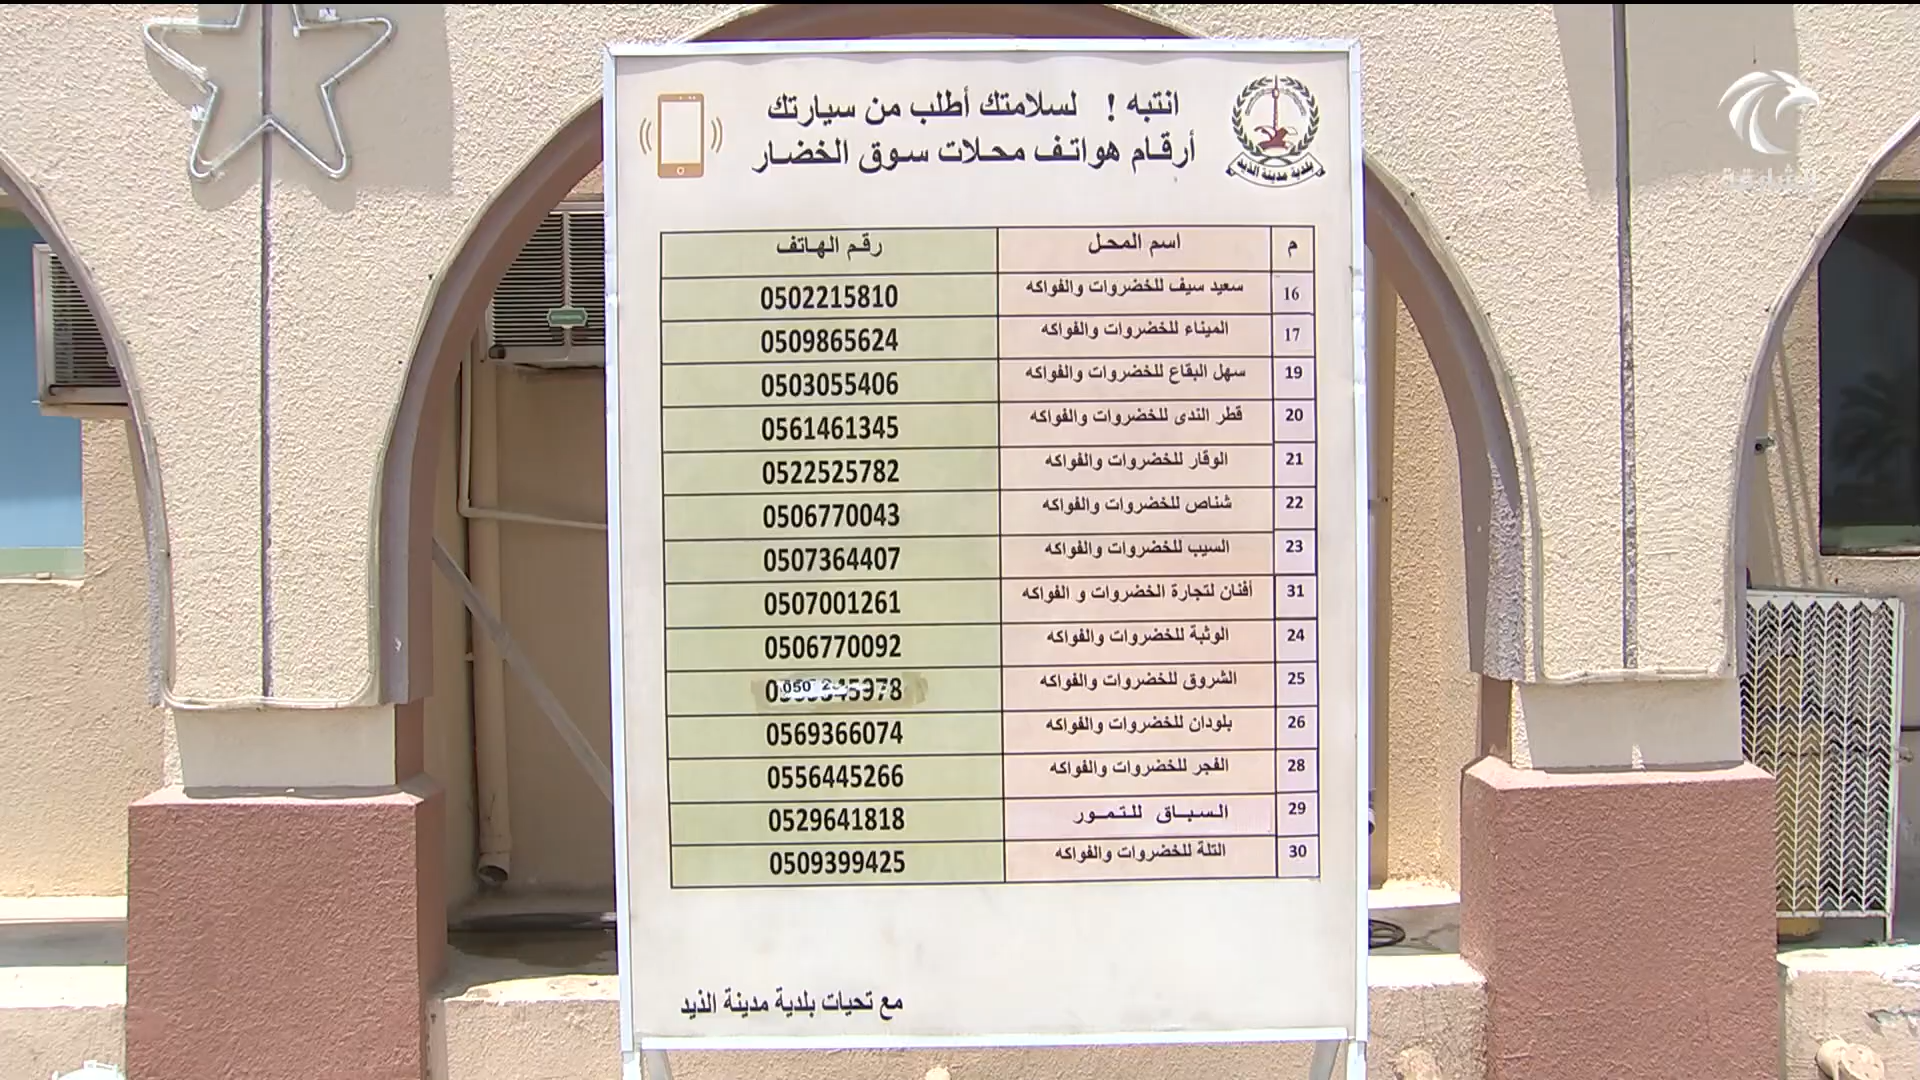 انتبه ! لسلامتك أطلب من سيارتك
أرقام هواتف محلات سوق الخضار
بلدية مدينة الذيد
الشارقة
م اسم المحل رقم الهاتف
16 سعيد سيف للخضروات والفواكه 0502215810
17 الميناء للخضروات والفواكه 0509865624
19 سهل البقاع للخضروات والفواكه 0503055406
20 قطر الندى للخضروات والفواكه 0561461345
21 الوقار للخضروات والفواكه 0522525782
22 شناص للخضروات والفواكه 0506770043
23 السيب للخضروات والفواكه 0507364407
31 أفنان لتجارة الخضروات و الفواكه 0507001261
24 الوثبة للخضروات والفواكه 0506770092
25 الشروق للخضروات والفواكه
26 بلودان للخضروات والفواكه 0569366074
28 الفجر للخضروات والفواكه 0556445266
29 السباق للتمور 0529641818
30 التلة للخضروات والفواكه 0509399425
مع تحيات بلدية مدينة الذيد